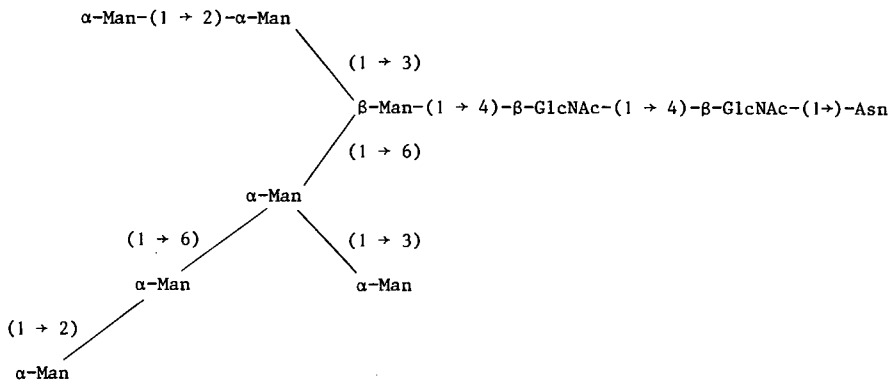 α-Man-(1 → 2)-α-Man
(1 → 3)
β-Man-(1 → 4)-β-GlcNAc-(1 → 4)-β-GlcNAc-(1→)-Asn
(1 → 6)
α-Man
(1 → 6)
(1 → 3)
α-Man
α-Man
(1 → 2)
α-Man